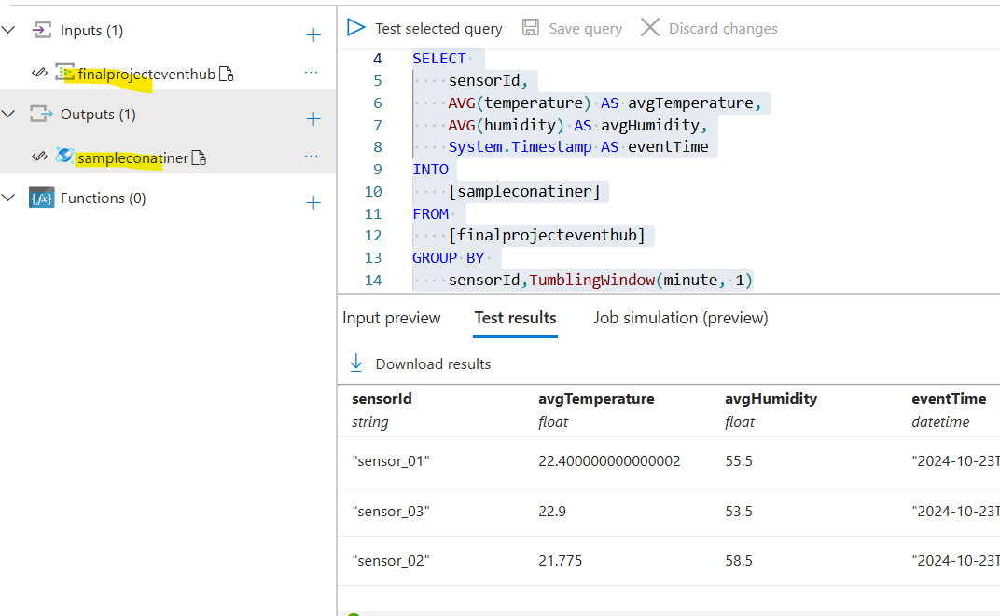 Inputs (1)
finalprojecteventhub
Outputs (1)
sampleconatiner
{fx} Functions (0)
Test selected query Save query Discard changes
4 SELECT
5 sensorId,
6 AVG(temperature) AS avgTemperature,
7 AVG(humidity) AS avgHumidity,
8 System.Timestamp AS eventTime
9 INTO
10 [sampleconatiner]
11 FROM
12 [finalprojecteventhub]
13 GROUP BY
14 sensorId,TumblingWindow(minute, 1)
Input preview Test results Job simulation (preview)
Download results
sensorId avgTemperature avgHumidity eventTime
string float float datetime
"sensor_01" 22.400000000000002 55.5 "2024-10-23T
"sensor_03" 22.9 53.5 "2024-10-23T
"sensor_02" 21.775 58.5 "2024-10-23T